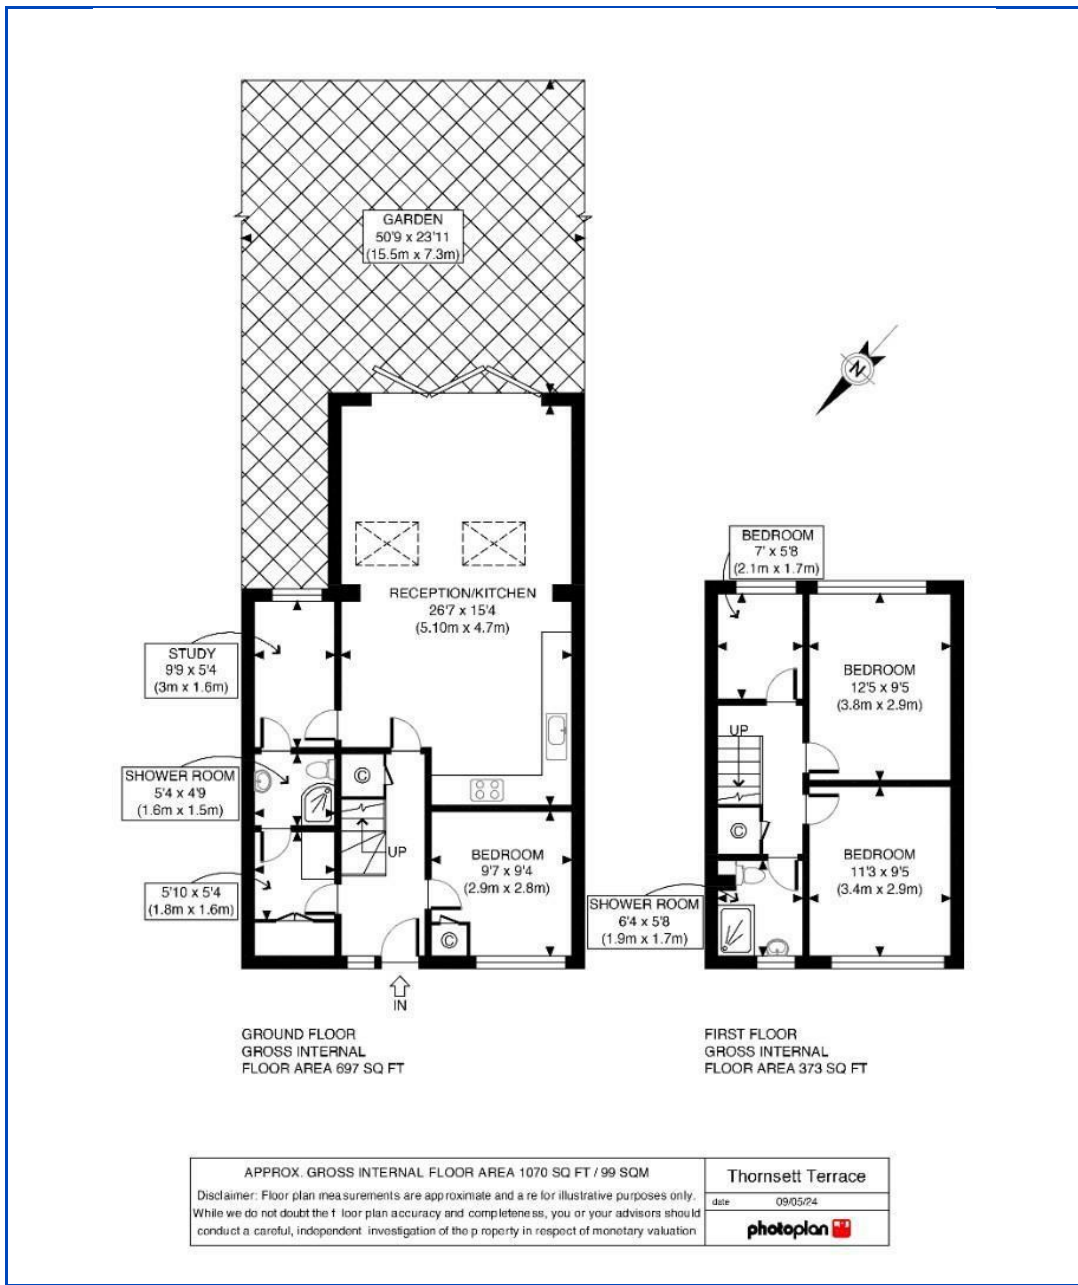 GARDEN
50'9 x 23'11
(15.5m x 7.3m)
N
RECEPTION/KITCHEN
26'7 x 15'4
(5.10m x 4.7m)
STUDY
9'9 x 5'4
(3m x 1.6m)
SHOWER ROOM
5'4 x 4'9
(1.6m x 1.5m)
C
UP
5'10 x 5'4
(1.8m x 1.6m)
BEDROOM
9'7 x 9'4
(2.9m x 2.8m)
C
IN
GROUND FLOOR
GROSS INTERNAL
FLOOR AREA 697 SQ FT
BEDROOM
7' x 5'8
(2.1m x 1.7m)
BEDROOM
12'5 x 9'5
(3.8m x 2.9m)
UP
C
BEDROOM
11'3 x 9'5
(3.4m x 2.9m)
SHOWER ROOM
6'4 x 5'8
(1.9m x 1.7m)
FIRST FLOOR
GROSS INTERNAL
FLOOR AREA 373 SQ FT
APPROX. GROSS INTERNAL FLOOR AREA 1070 SQ FT / 99 SQM
Disclaimer: Floor plan measurements are approximate and are for illustrative purposes only.
While we do not doubt the floor plan accuracy and completeness, you or your advisors should
conduct a careful, independent investigation of the property in respect of monetary valuation
Thornsett Terrace
date 09/05/24
photoplan